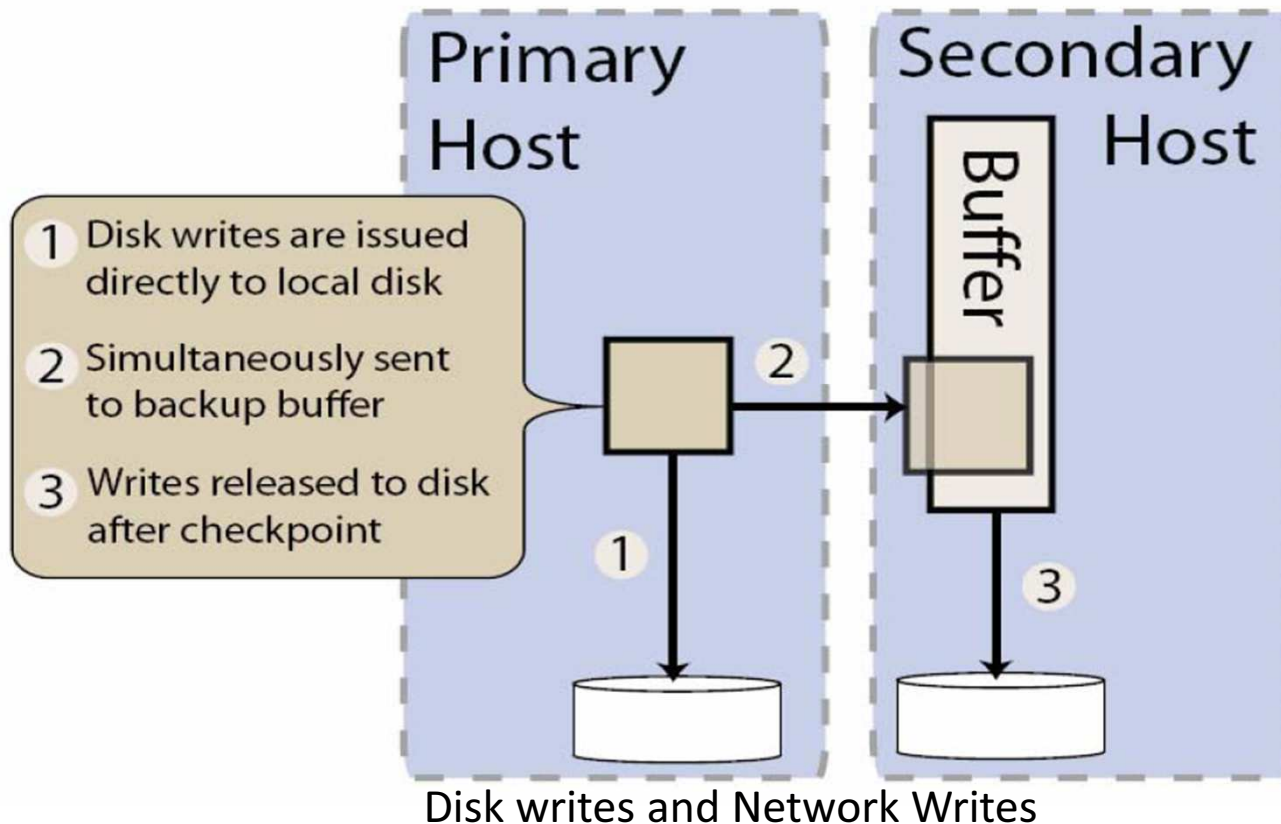 Primary
Host
Secondary
Host
Buffer
1 Disk writes are issued
directly to local disk
2 Simultaneously sent
to backup buffer
3 Writes released to disk
after checkpoint
2
1
3
Disk writes and Network Writes